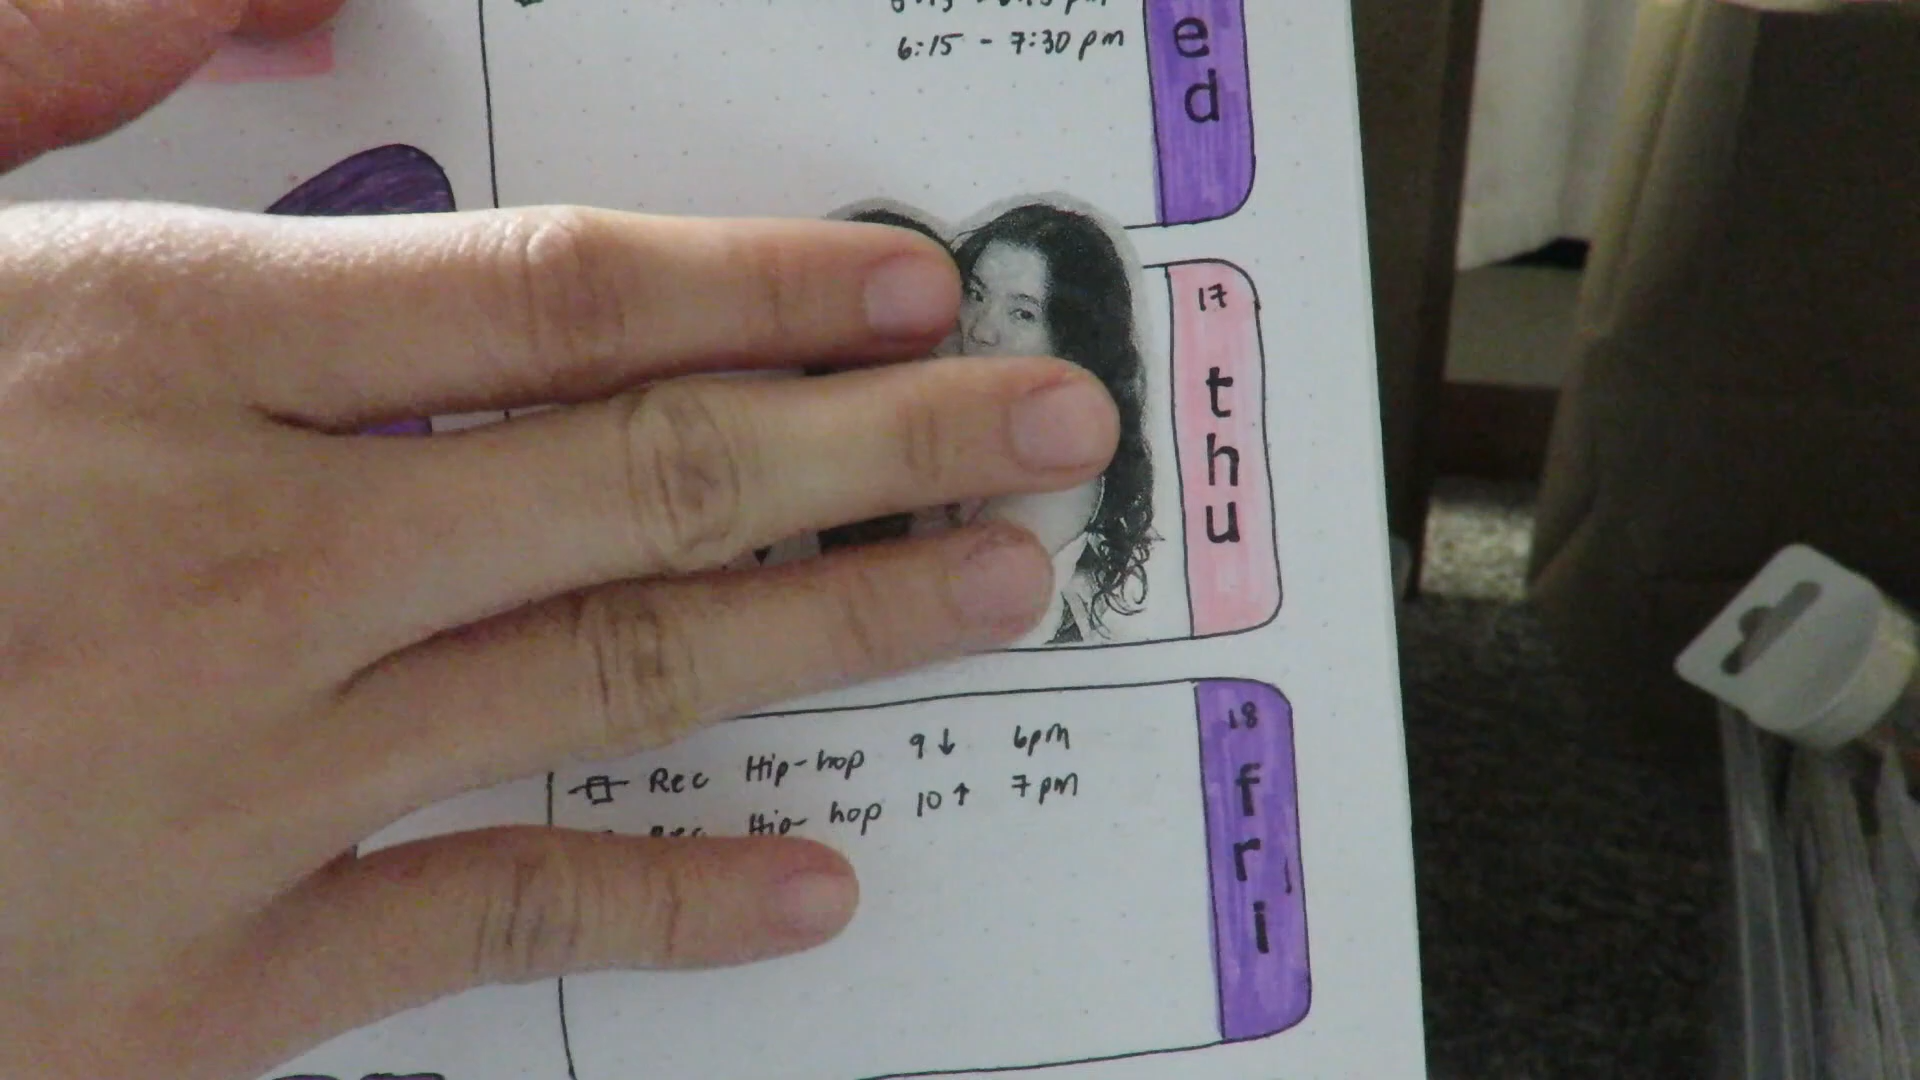 6:15 - 7:30 pm
ed
17
thu
Rec Hip-hop 9↓ 6pm
Rec Hip-hop 10↑ 7pm
18
fri